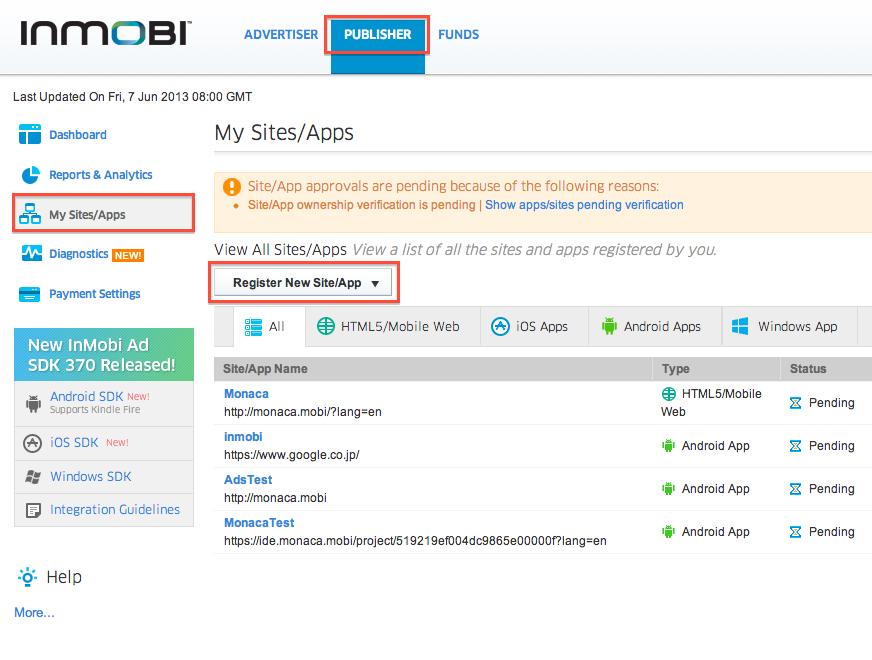 INMOBI™
ADVERTISER PUBLISHER FUNDS
Last Updated On Fri, 7 Jun 2013 08:00 GMT
Dashboard
Reports & Analytics
My Sites/Apps
Diagnostics NEW!
Payment Settings
New InMobi Ad
SDK 370 Released!
Android SDK New!
Supports Kindle Fire
iOS SDK New!
Windows SDK
Integration Guidelines
Help
More...
My Sites/Apps
Site/App approvals are pending because of the following reasons:
• Site/App ownership verification is pending | Show apps/sites pending verification
View All Sites/Apps View a list of all the sites and apps registered by you.
Register New Site/App ▼
All HTML5/Mobile Web iOS Apps Android Apps Windows App
Site/App Name Type Status
Monaca
http://monaca.mobi/?lang=en
HTML5/Mobile
Web
Pending
inmobi
https://www.google.co.jp/
Android App Pending
AdsTest
http://monaca.mobi
Android App Pending
MonacaTest
https://ide.monaca.mobi/project/519219ef004dc9865e00000f?lang=en
Android App Pending